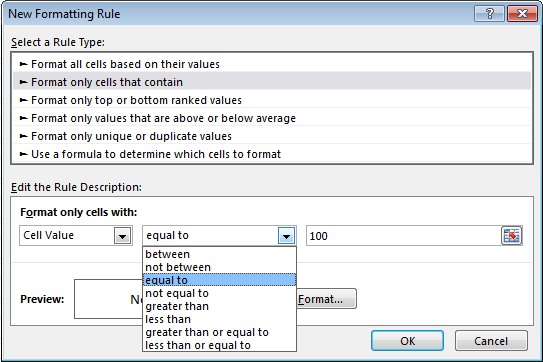 New Formatting Rule
Select a Rule Type:
► Format all cells based on their values
► Format only cells that contain
► Format only top or bottom ranked values
► Format only values that are above or below average
► Format only unique or duplicate values
► Use a formula to determine which cells to format
Edit the Rule Description:
Format only cells with:
Cell Value equal to 100
between
not between
equal to
not equal to
greater than
less than
greater than or equal to
less than or equal to
Preview: Format...
OK Cancel